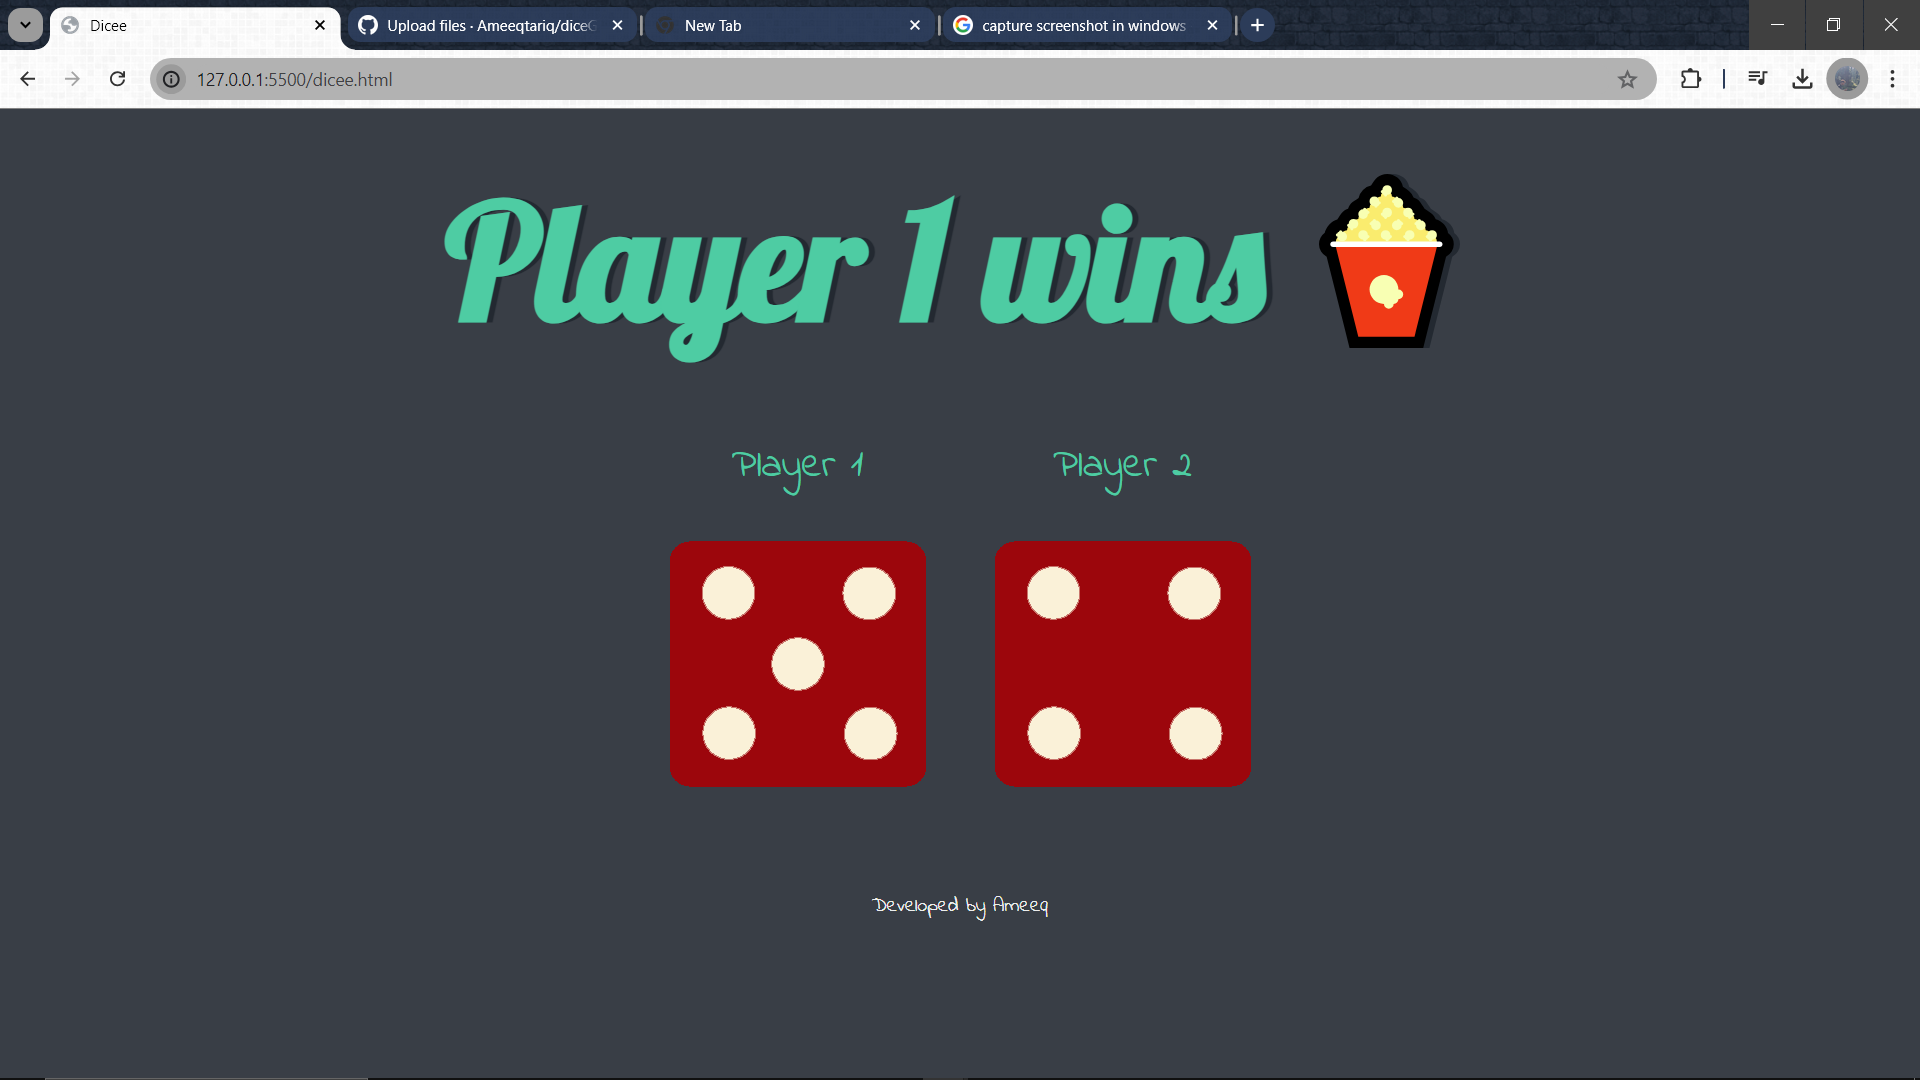 Dicee
Upload files · Ameeqtariq/dice
New Tab
capture screenshot in windows
127.0.0.1:5500/dicee.html
Player 1 wins
Player 1
Player 2
Developed by Ameeq